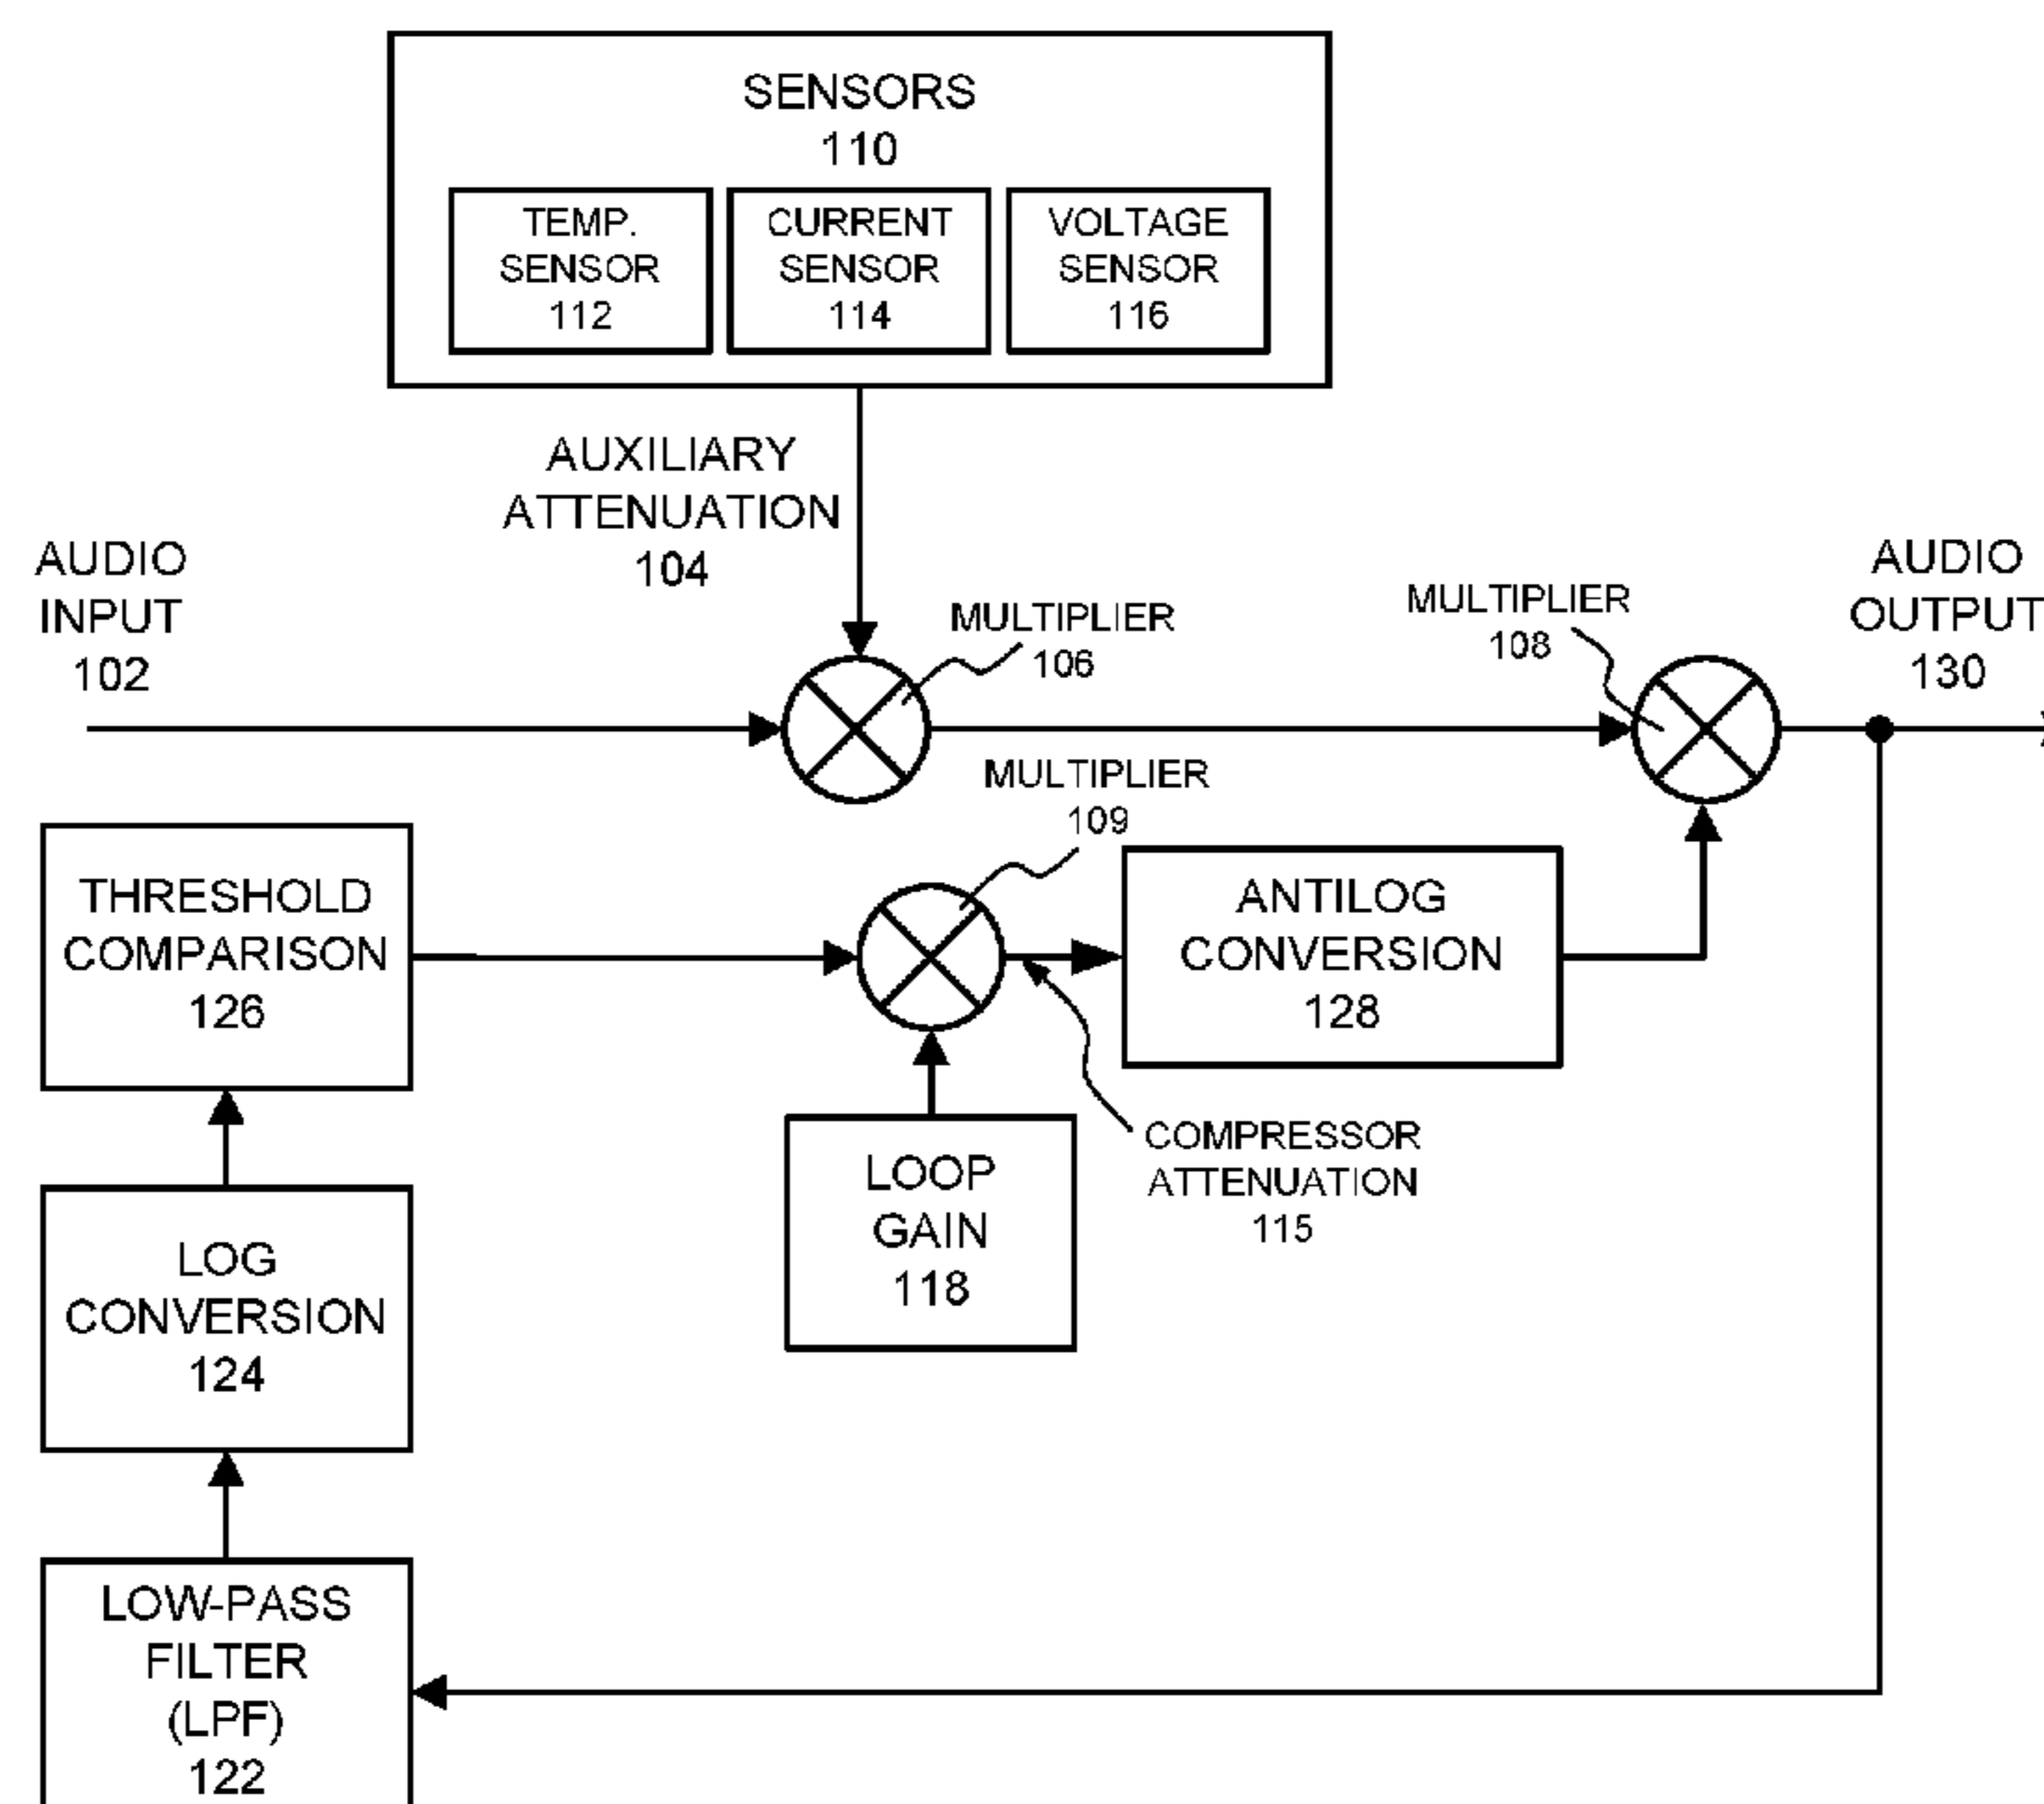 SENSORS
110
TEMP.
SENSOR
112
CURRENT
SENSOR
114
VOLTAGE
SENSOR
116
AUXILIARY
ATTENUATION
104
AUDIO
INPUT
102
MULTIPLIER
106
MULTIPLIER
108
AUDIO
OUTPUT
130
MULTIPLIER
109
THRESHOLD
COMPARISON
126
ANTILOG
CONVERSION
128
COMPRESSOR
ATTENUATION
115
LOOP
GAIN
118
LOG
CONVERSION
124
LOW-PASS
FILTER
(LPF)
122